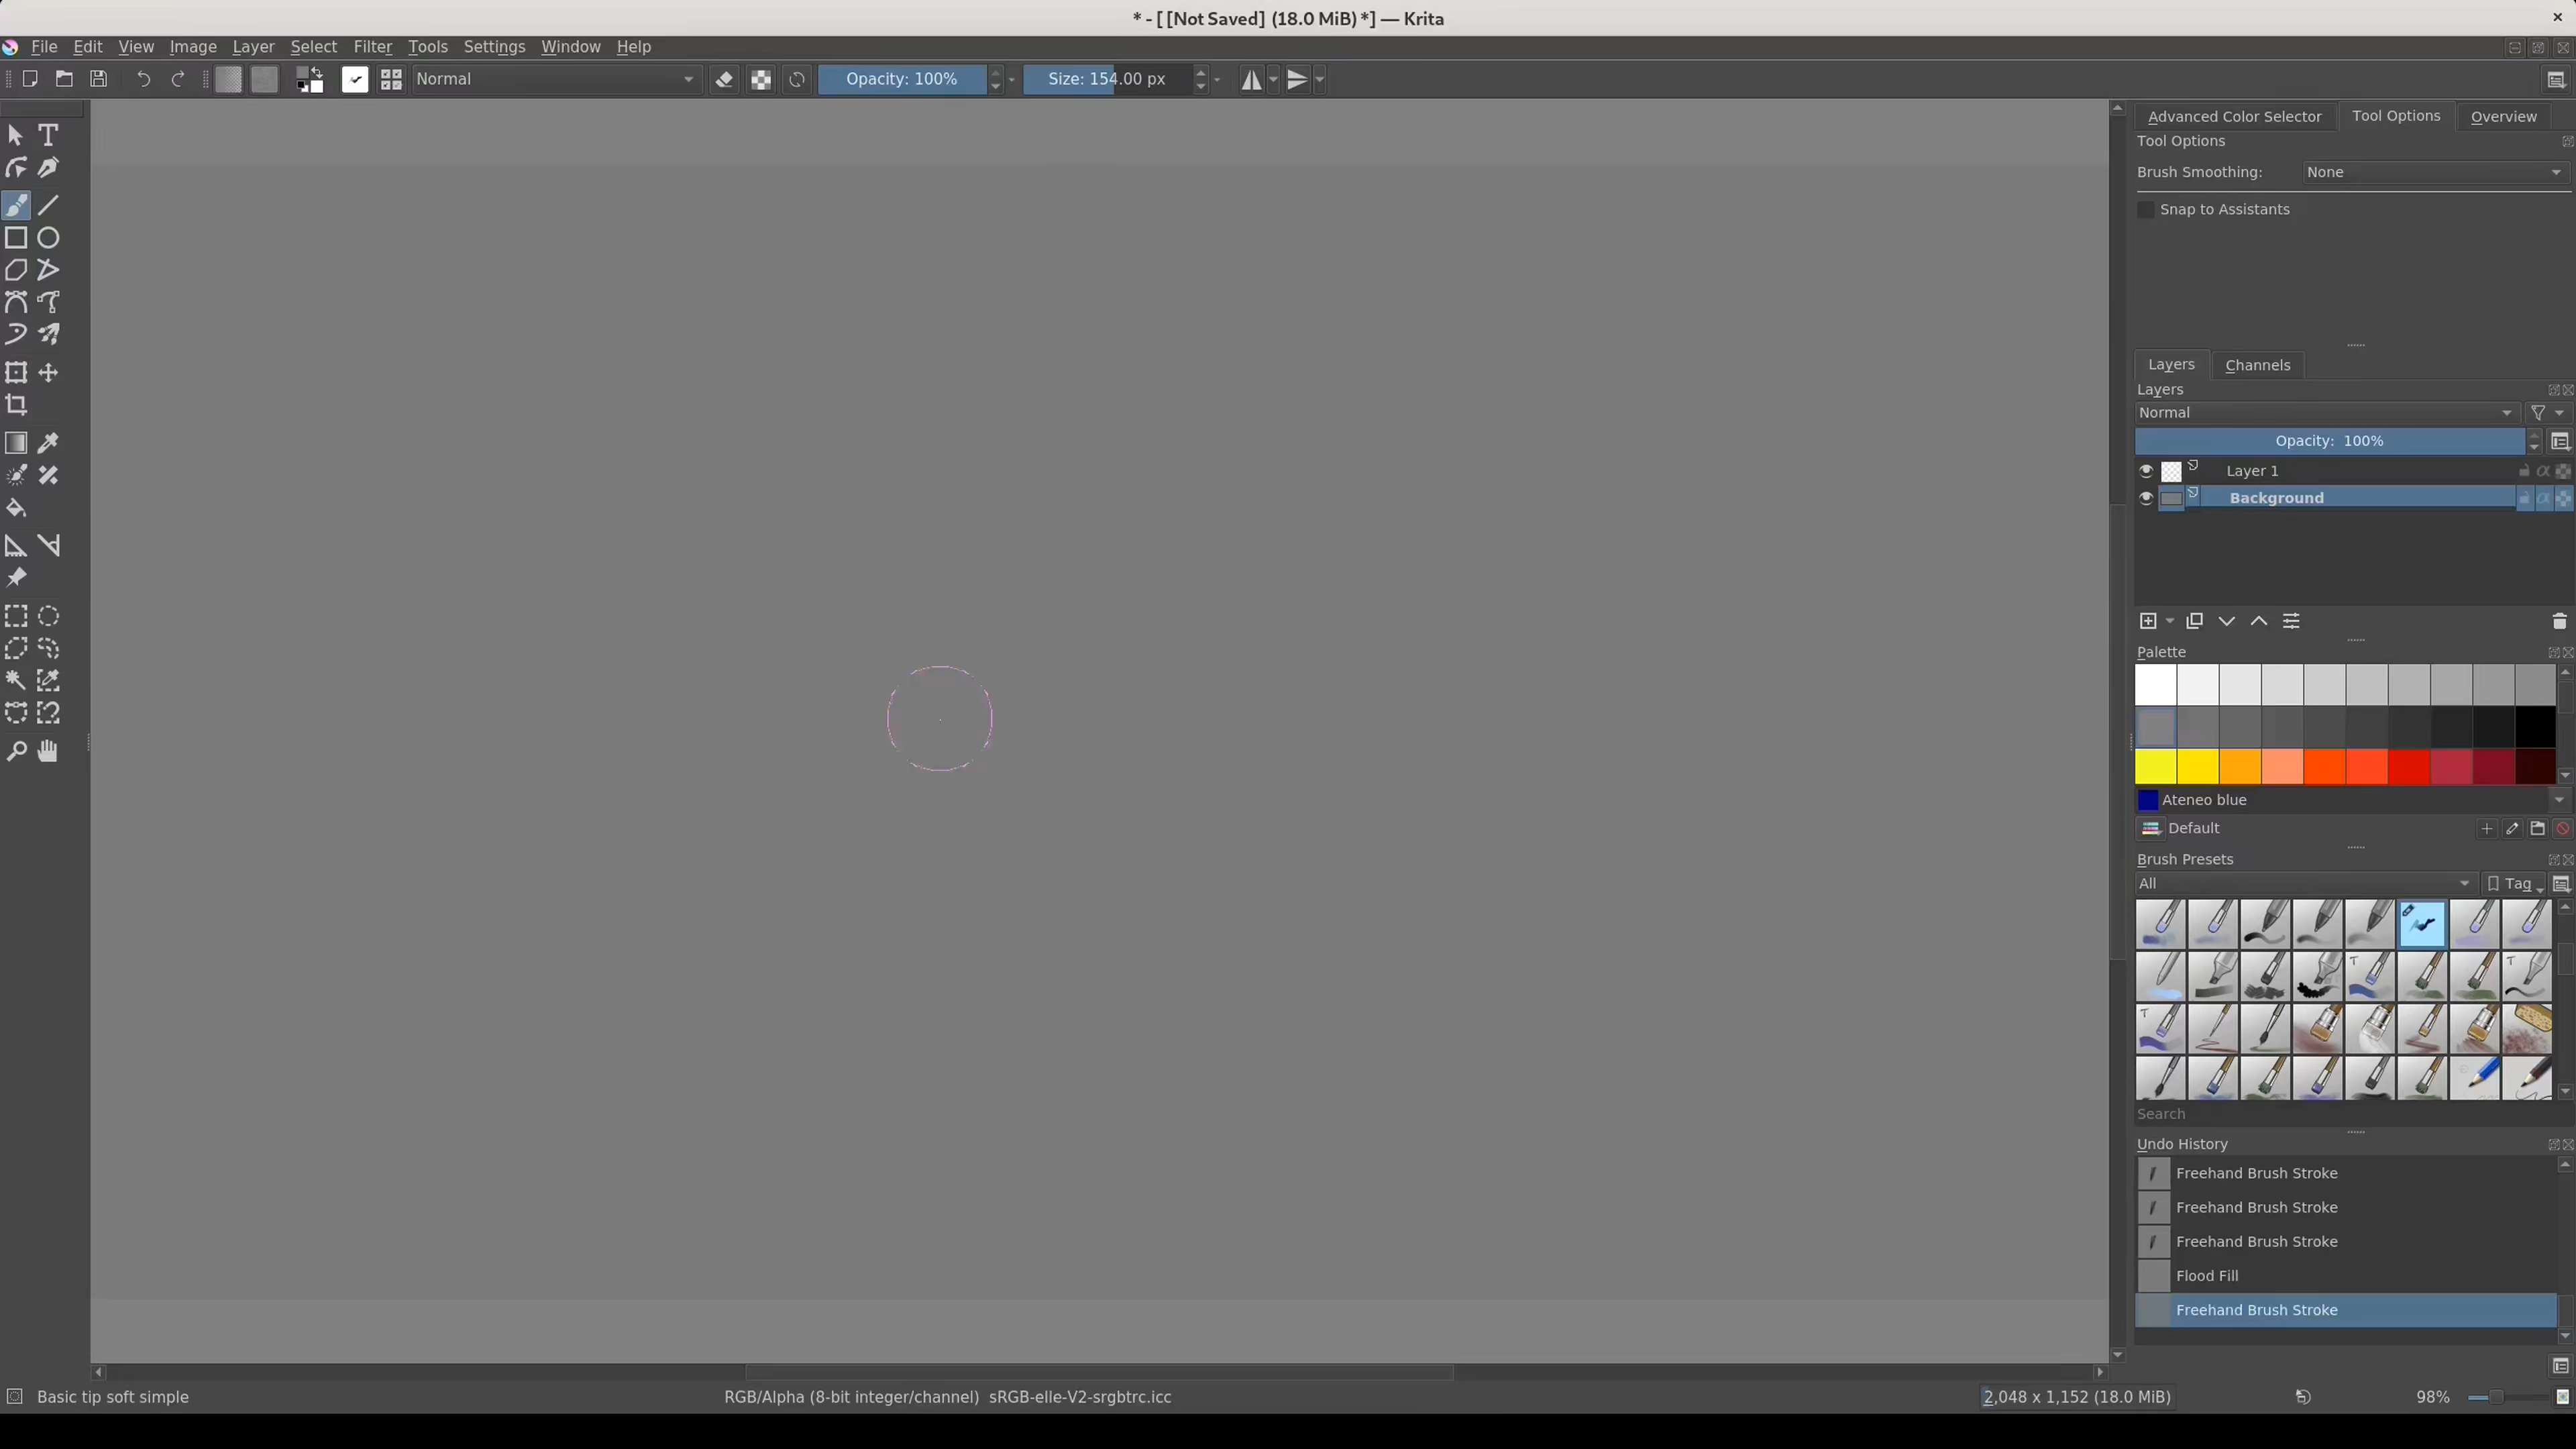 * - [ [Not Saved] (18.0 MiB) *] — Krita
File Edit View Image Layer Select Filter Tools Settings Window Help
Normal Opacity: 100% Size: 154.00 px
Advanced Color Selector Tool Options Overview
Tool Options
Brush Smoothing: None
Snap to Assistants
Layers Channels
Layers
Normal
Opacity: 100%
Layer 1
Background
Palette
Ateneo blue
Default
Brush Presets
All Tag
Search
Undo History
Freehand Brush Stroke
Freehand Brush Stroke
Freehand Brush Stroke
Flood Fill
Freehand Brush Stroke
Basic tip soft simple RGB/Alpha (8-bit integer/channel) sRGB-elle-V2-srgbtrc.icc 2,048 x 1,152 (18.0 MiB) 98%